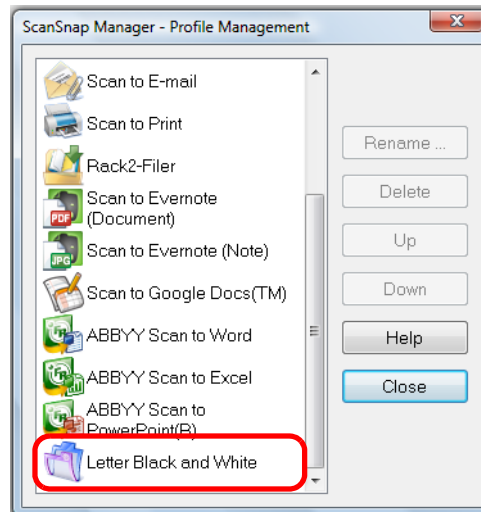 ScanSnap Manager - Profile Management
Scan to E-mail
Scan to Print
Rack2-Filer
Scan to Evernote
(Document)
Scan to Evernote (Note)
Scan to Google Docs(TM)
ABBYY Scan to Word
ABBYY Scan to Excel
ABBYY Scan to
PowerPoint(R)
Letter Black and White
Rename ...
Delete
Up
Down
Help
Close
PDF
JPG